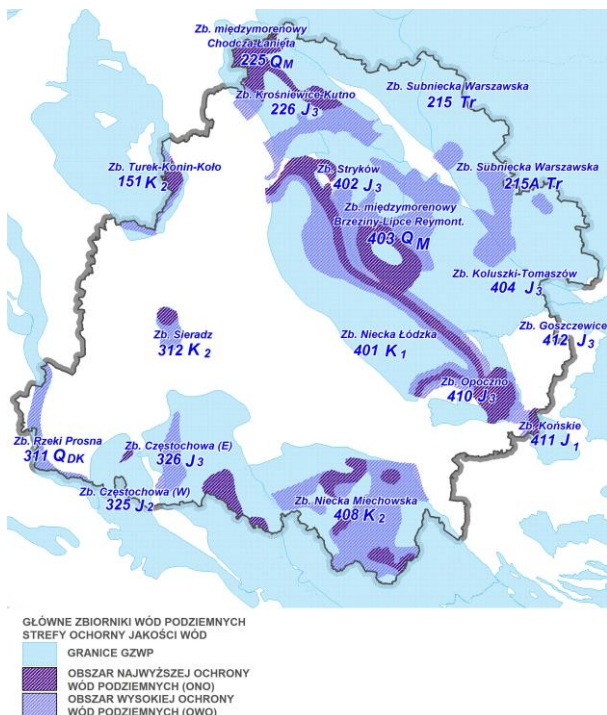 Zb. międzymorenowy
Chodcza-Łanięta
225 QM
Zb. Krośniewice-Kutno
226 J3
Zb. Subniecka Warszawska
215 Tr
Zb. Turek-Konin-Koło
151 K2
Zb. Stryków
402 J3
Zb. Subniecka Warszawska
215A Tr
Zb. międzymorenowy
Brzeziny-Lipce Reymont.
403 QM
Zb. Koluszki-Tomaszów
404 J3
Zb. Sieradz
312 K2
Zb. Niecka Łódzka
401 K1
Zb. Goszczewice
412 J3
Zb. Opoczno
410 J3
Zb. Końskie
411 J1
Zb. Rzeki Prosna
311 QDK
Zb. Częstochowa (E)
326 J3
Zb. Częstochowa (W)
325 J2
Zb. Niecka Miechowska
408 K2
GŁÓWNE ZBIORNIKI WÓD PODZIEMNYCH
STREFY OCHORNY JAKOŚCI WÓD
GRANICE GZWP
OBSZAR NAJWYŻSZEJ OCHRONY
WÓD PODZIEMNYCH (ONO)
OBSZAR WYSOKIEJ OCHRONY
WÓD PODZIEMNYCH (OWO)